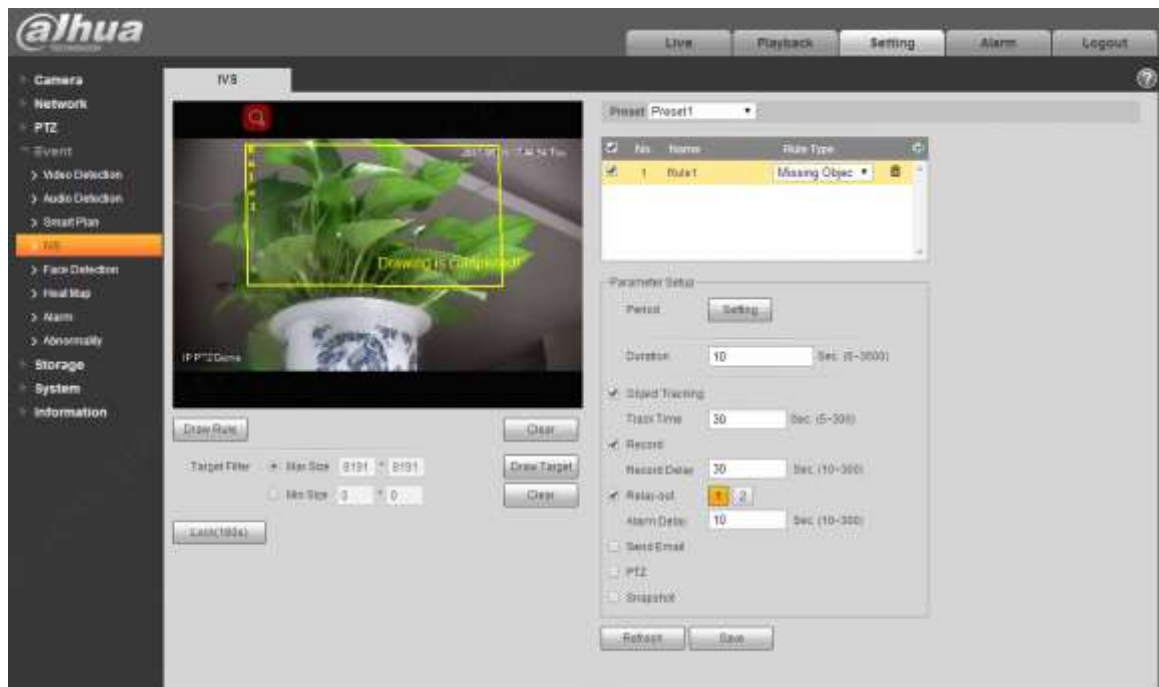 alhua
TECHNOLOGY
Live Playback Setting Alarm Logout
Camera
Network
PTZ
Event
Video Detection
Audio Detection
Smart Plan
IVS
Face Detection
Heat Map
Alarm
Abnormality
Storage
System
Information
IVS
Drawing is completed!
IP PTZ Dome
Draw Rule Clear
Target Filter Max Size 8191 * 8191 Draw Target
Min Size 0 * 0 Clear
Lock(180s)
Preset Preset1
No. Name Rule Type
1 Rule1 Missing Objec
Parameter Setup
Period Setting
Duration 10 Sec. (6~3600)
Object Tracking
Track Time 30 Sec. (5~300)
Record
Record Delay 30 Sec. (10~300)
Relay-out 1 2
Alarm Delay 10 Sec. (10~300)
Send Email
PTZ
Snapshot
Refresh Save